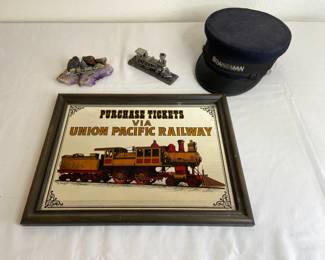 PURCHASE TICKETS
VIA
UNION PACIFIC RAILWAY